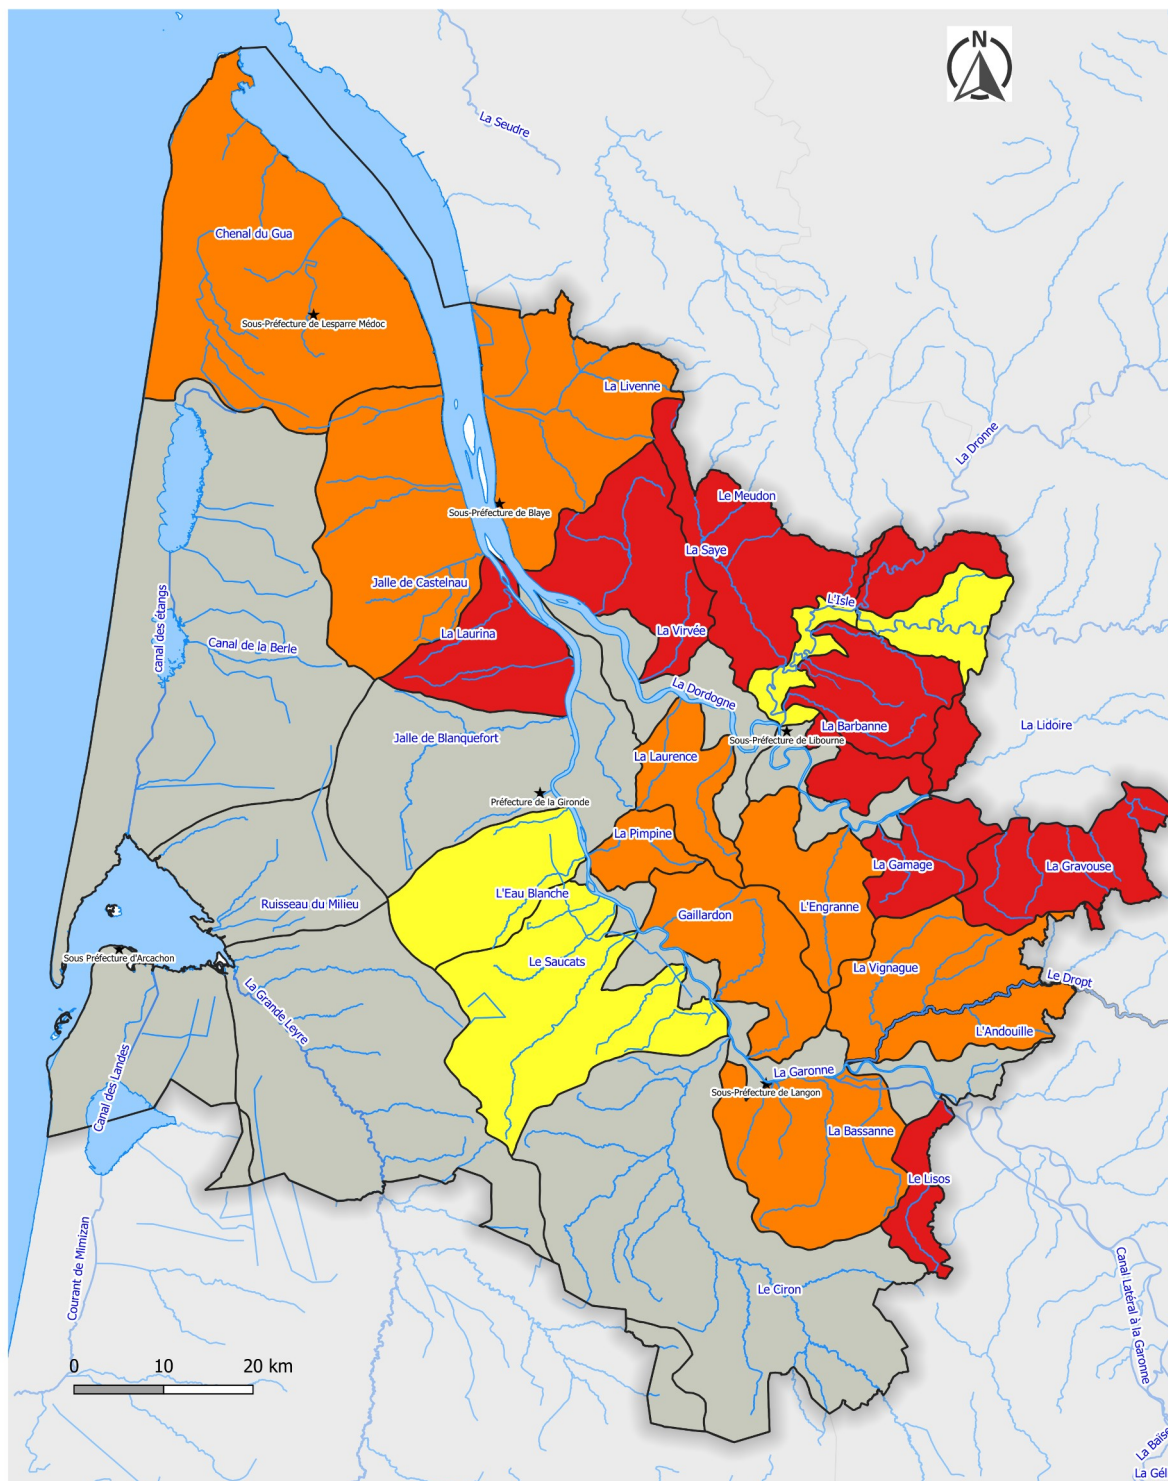 N
La Seudre
Chenal du Gua
Sous-Préfecture de Lesparre Médoc
La Livenne
La Dronne
Le Meudon
Sous-Préfecture de Blaye
La Saye
Jalle de Castelnau
L'Isle
canal des étangs
La Laurina
La Virvée
Canal de la Berle
La Dordogne
La Barbanne
La Lidoire
Jalle de Blanquefort
Sous-Préfecture de Libourne
La Laurence
Préfecture de la Gironde
La Pimpine
La Gamage
La Gravouse
L'Eau Blanche
Ruisseau du Milieu
Gaillardon
L'Engranne
Sous Préfecture d'Arcachon
Le Saucats
La Vignague
Le Dropt
La Grande Leyre
L'Andouille
Canal des Landes
La Garonne
Sous-Préfecture de Langon
La Bassanne
Le Lisos
Courant de Mimizan
Le Ciron
Canal Latéral à la Garonne
0 10 20 km
La Baïse
La Gél